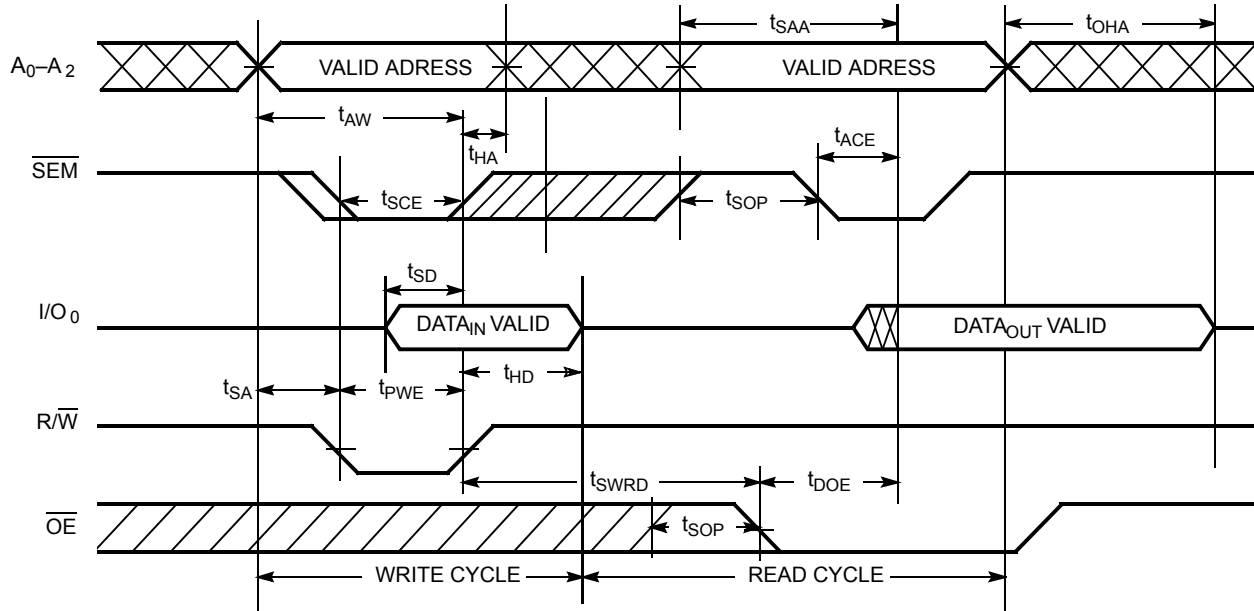 tSAA
tOHA
A0–A2
VALID ADRESS
VALID ADRESS
tAW
tHA
tACE
SEM
tSCE
tSOP
tSD
I/O0
DATAIN VALID
DATAOUT VALID
tSA
tPWE
tHD
R/W
tSWRD
tDOE
OE
tSOP
WRITE CYCLE
READ CYCLE